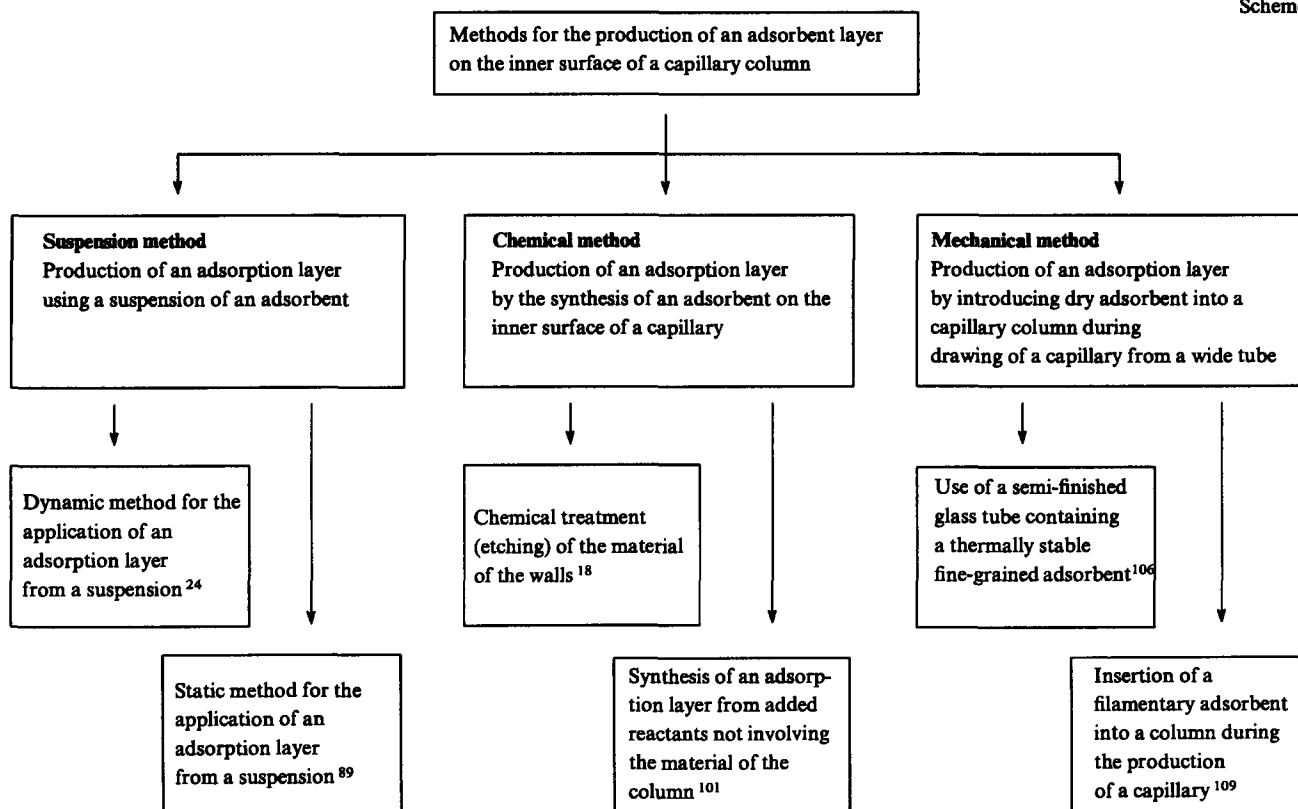 Scheme
Methods for the production of an adsorbent layer
on the inner surface of a capillary column
Suspension method
Production of an adsorption layer
using a suspension of an adsorbent
Chemical method
Production of an adsorption layer
by the synthesis of an adsorbent on the
inner surface of a capillary
Mechanical method
Production of an adsorption layer
by introducing dry adsorbent into a
capillary column during
drawing of a capillary from a wide tube
Dynamic method for the
application of an
adsorption layer
from a suspension 24
Chemical treatment
(etching) of the material
of the walls 18
Use of a semi-finished
glass tube containing
a thermally stable
fine-grained adsorbent106
Static method for the
application of an
adsorption layer
from a suspension 89
Synthesis of an adsorp-
tion layer from added
reactants not involving
the material of the
column 101
Insertion of a
filamentary adsorbent
into a column during
the production
of a capillary 109